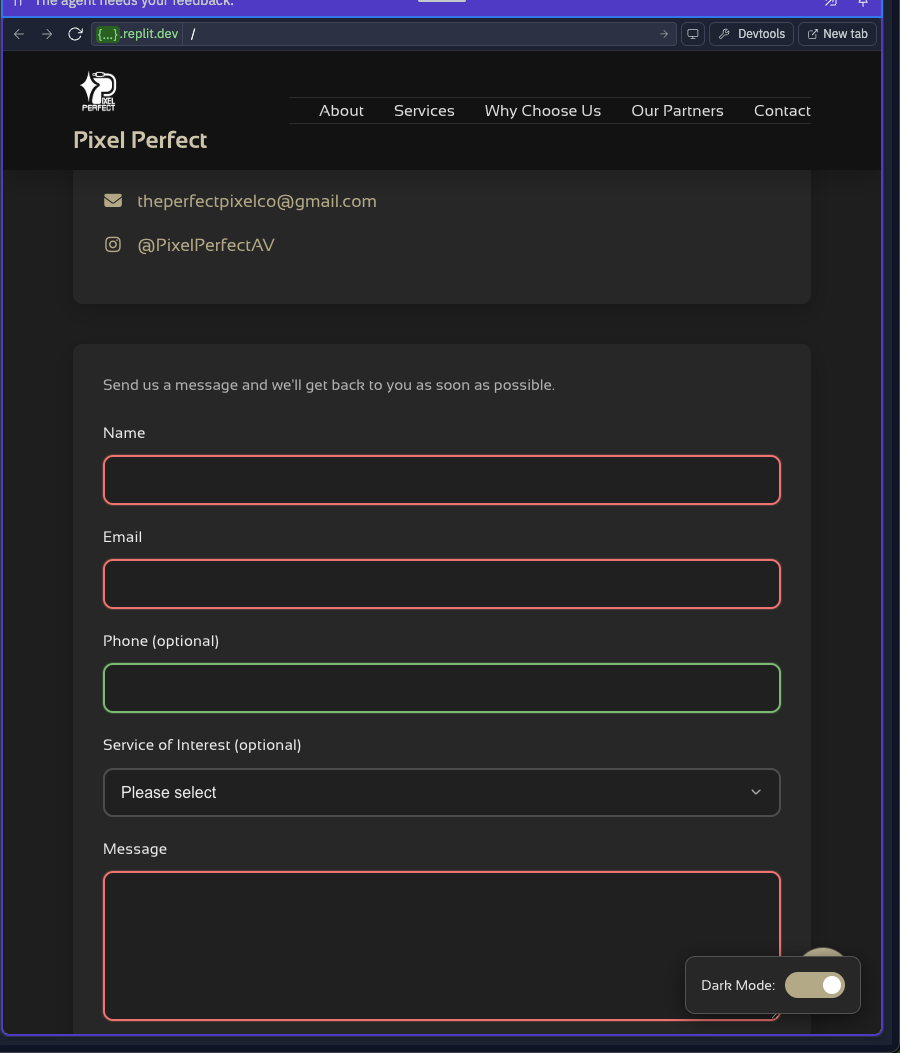 The agent needs your feedback.
{...}.replit.dev /
Devtools
New tab
PIXEL
PERFECT
Pixel Perfect
About
Services
Why Choose Us
Our Partners
Contact
theperfectpixelco@gmail.com
@PixelPerfectAV
Send us a message and we'll get back to you as soon as possible.
Name
Email
Phone (optional)
Service of Interest (optional)
Please select
Message
Dark Mode: